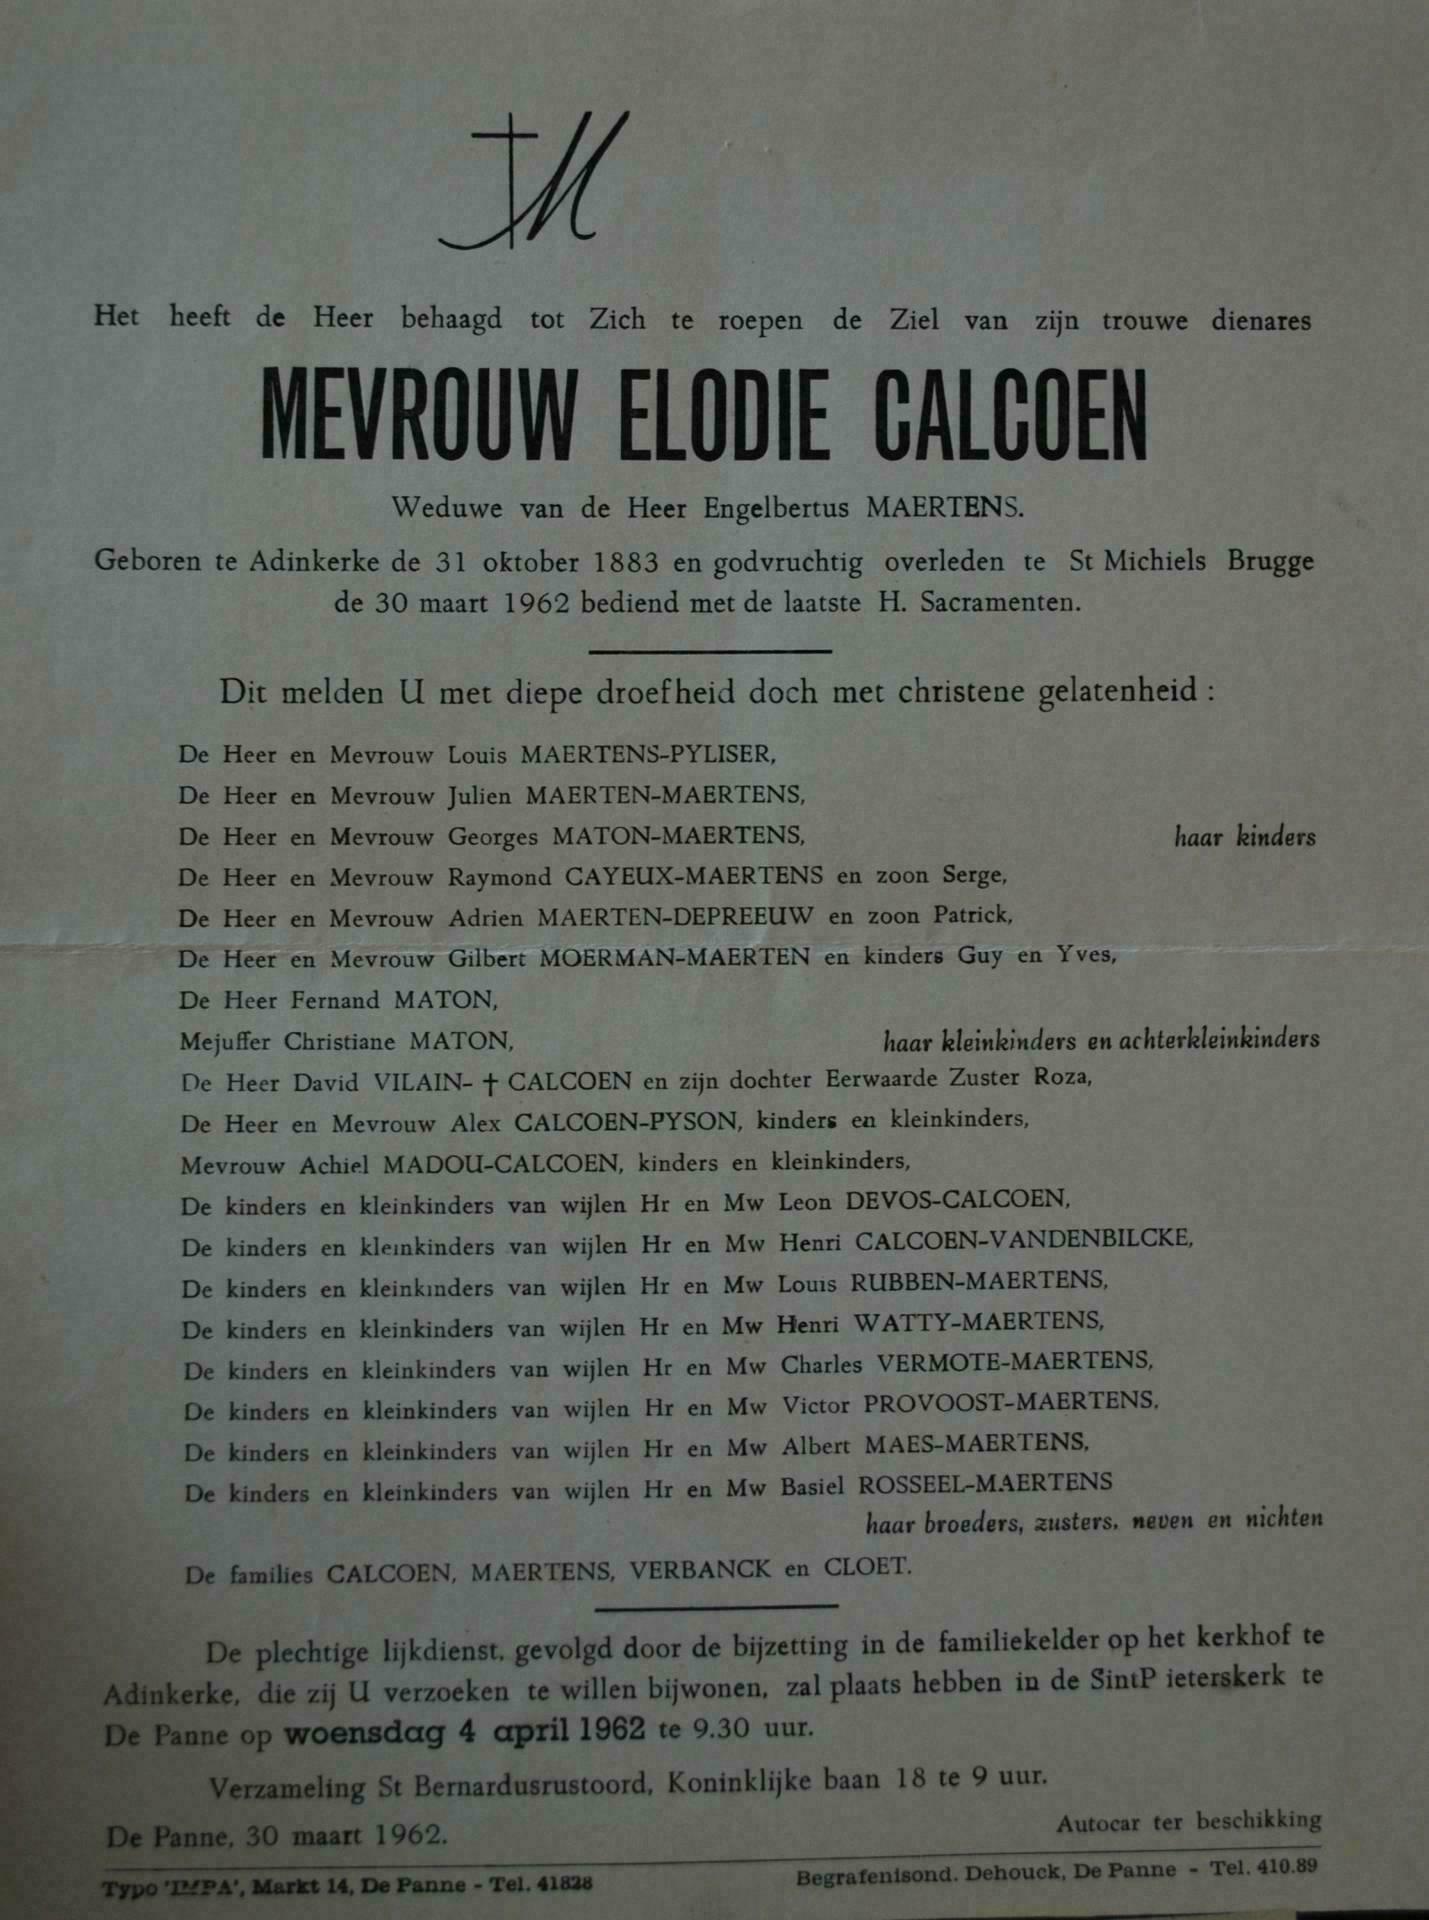 M
Het heeft de Heer behaagd tot Zich te roepen de Ziel van zijn trouwe dienares
MEVROUW ELODIE CALCOEN
Weduwe van de Heer Engelbertus MAERTENS.
Geboren te Adinkerke de 31 oktober 1883 en godvruchtig overleden te St Michiels Brugge
de 30 maart 1962 bediend met de laatste H. Sacramenten.
Dit melden U met diepe droefheid doch met christene gelatenheid :
De Heer en Mevrouw Louis MAERTENS-PYLISER,
De Heer en Mevrouw Julien MAERTEN-MAERTENS,
De Heer en Mevrouw Georges MATON-MAERTENS, haar kinders
De Heer en Mevrouw Raymond CAYEUX-MAERTENS en zoon Serge,
De Heer en Mevrouw Adrien MAERTEN-DEPREEUW en zoon Patrick,
De Heer en Mevrouw Gilbert MOERMAN-MAERTEN en kinders Guy en Yves,
De Heer Fernand MATON,
Mejuffer Christiane MATON, haar kleinkinders en achterkleinkinders
De Heer David VILAIN- † CALCOEN en zijn dochter Eerwaarde Zuster Roza,
De Heer en Mevrouw Alex CALCOEN-PYSON, kinders en kleinkinders,
Mevrouw Achiel MADOU-CALCOEN, kinders en kleinkinders,
De kinders en kleinkinders van wijlen Hr en Mw Leon DEVOS-CALCOEN,
De kinders en kleinkinders van wijlen Hr en Mw Henri CALCOEN-VANDENBILCKE,
De kinders en kleinkinders van wijlen Hr en Mw Louis RUBBEN-MAERTENS,
De kinders en kleinkinders van wijlen Hr en Mw Henri WATTY-MAERTENS,
De kinders en kleinkinders van wijlen Hr en Mw Charles VERMOTE-MAERTENS,
De kinders en kleinkinders van wijlen Hr en Mw Victor PROVOOST-MAERTENS,
De kinders en kleinkinders van wijlen Hr en Mw Albert MAES-MAERTENS,
De kinders en kleinkinders van wijlen Hr en Mw Basiel ROSSEEL-MAERTENS
haar broeders, zusters, neven en nichten
De families CALCOEN, MAERTENS, VERBANCK en CLOET.
De plechtige lijkdienst, gevolgd door de bijzetting in de familiekelder op het kerkhof te
Adinkerke, die zij U verzoeken te willen bijwonen, zal plaats hebben in de SintP ieterskerk te
De Panne op woensdag 4 april 1962 te 9.30 uur.
Verzameling St Bernardusrustoord, Koninklijke baan 18 te 9 uur.
De Panne, 30 maart 1962. Autocar ter beschikking
Typo 'IMPA', Markt 14, De Panne - Tel. 41828 Begrafenisond. Dehouck, De Panne - Tel. 410.89